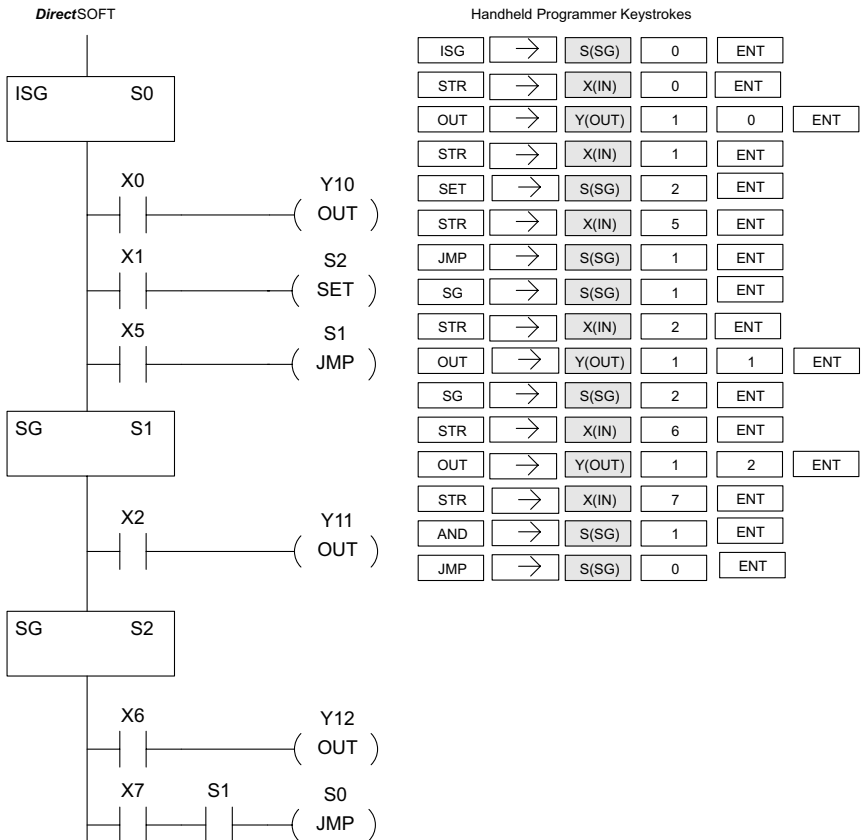 DirectSOFT
ISG S0
X0 Y10
OUT
X1 S2
SET
X5 S1
JMP
SG S1
X2 Y11
OUT
SG S2
X6 Y12
OUT
X7 S1 S0
JMP
Handheld Programmer Keystrokes
ISG → S(SG) 0 ENT
STR → X(IN) 0 ENT
OUT → Y(OUT) 1 0 ENT
STR → X(IN) 1 ENT
SET → S(SG) 2 ENT
STR → X(IN) 5 ENT
JMP → S(SG) 1 ENT
SG → S(SG) 1 ENT
STR → X(IN) 2 ENT
OUT → Y(OUT) 1 1 ENT
SG → S(SG) 2 ENT
STR → X(IN) 6 ENT
OUT → Y(OUT) 1 2 ENT
STR → X(IN) 7 ENT
AND → S(SG) 1 ENT
JMP → S(SG) 0 ENT